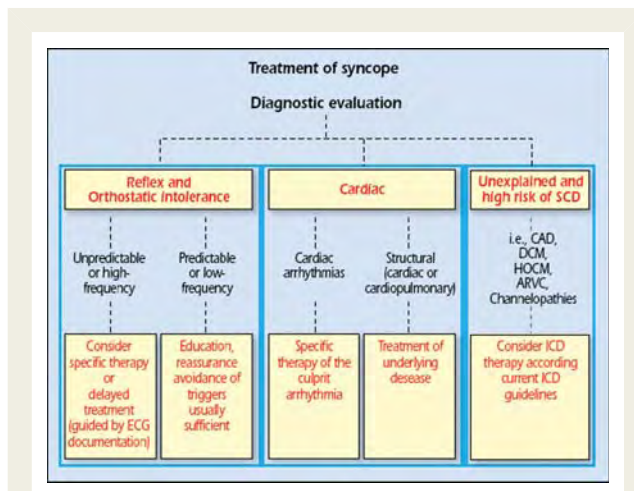 Treatment of syncope
Diagnostic evaluation
Reflex and
Orthostatic intolerance
Cardiac
Unexplained and
high risk of SCD
Unpredictable
or high-
frequency
Predictable
or low-
frequency
Cardiac
arrhythmias
Structural
(cardiac or
cardiopulmonary)
i.e., CAD,
DCM,
HOCM,
ARVC,
Channelopathies
Consider
specific therapy
or
delayed
treatment
(guided by ECG
documentation)
Education,
reassurance
avoidance of
triggers
usually
sufficient
Specific
therapy of the
culprit
arrhythmia
Treatment of
underlying
desease
Consider ICD
therapy according
current ICD
guidelines